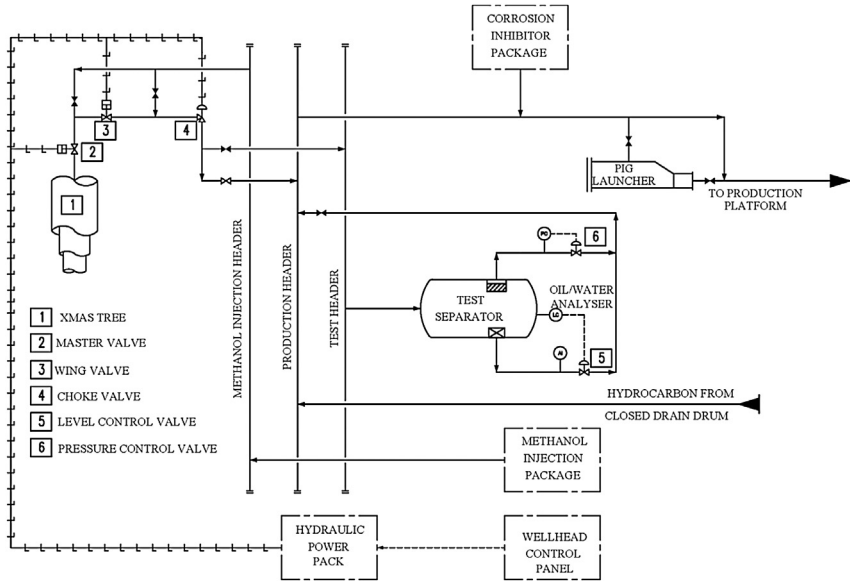 CORROSION
INHIBITOR
PACKAGE
3
4
2
1
PIG
LAUNCHER
TO PRODUCTION
PLATFORM
METHANOL INJECTION HEADER
PRODUCTION HEADER
TEST HEADER
PC
6
TEST
SEPARATOR
OIL/WATER
ANALYSER
LC
AI
5
1 XMAS TREE
2 MASTER VALVE
3 WING VALVE
4 CHOKE VALVE
5 LEVEL CONTROL VALVE
6 PRESSURE CONTROL VALVE
HYDROCARBON FROM
CLOSED DRAIN DRUM
METHANOL
INJECTION
PACKAGE
HYDRAULIC
POWER
PACK
WELLHEAD
CONTROL
PANEL